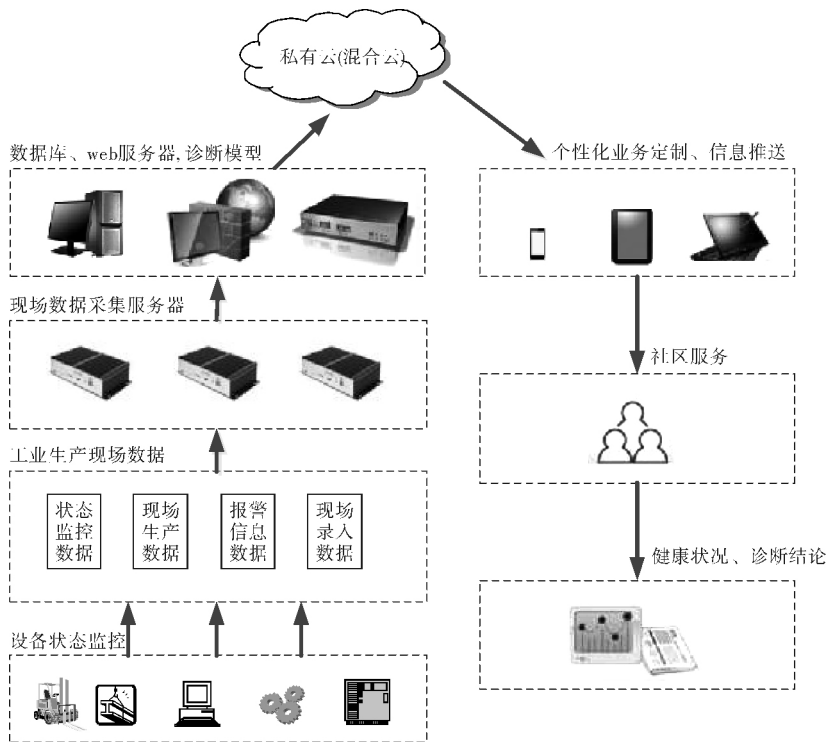 私有云(混合云)
数据库、web服务器,诊断模型
个性化业务定制、信息推送
现场数据采集服务器
社区服务
工业生产现场数据
状态
监控
数据
现场
生产
数据
报警
信息
数据
现场
录入
数据
健康状况、诊断结论
设备状态监控